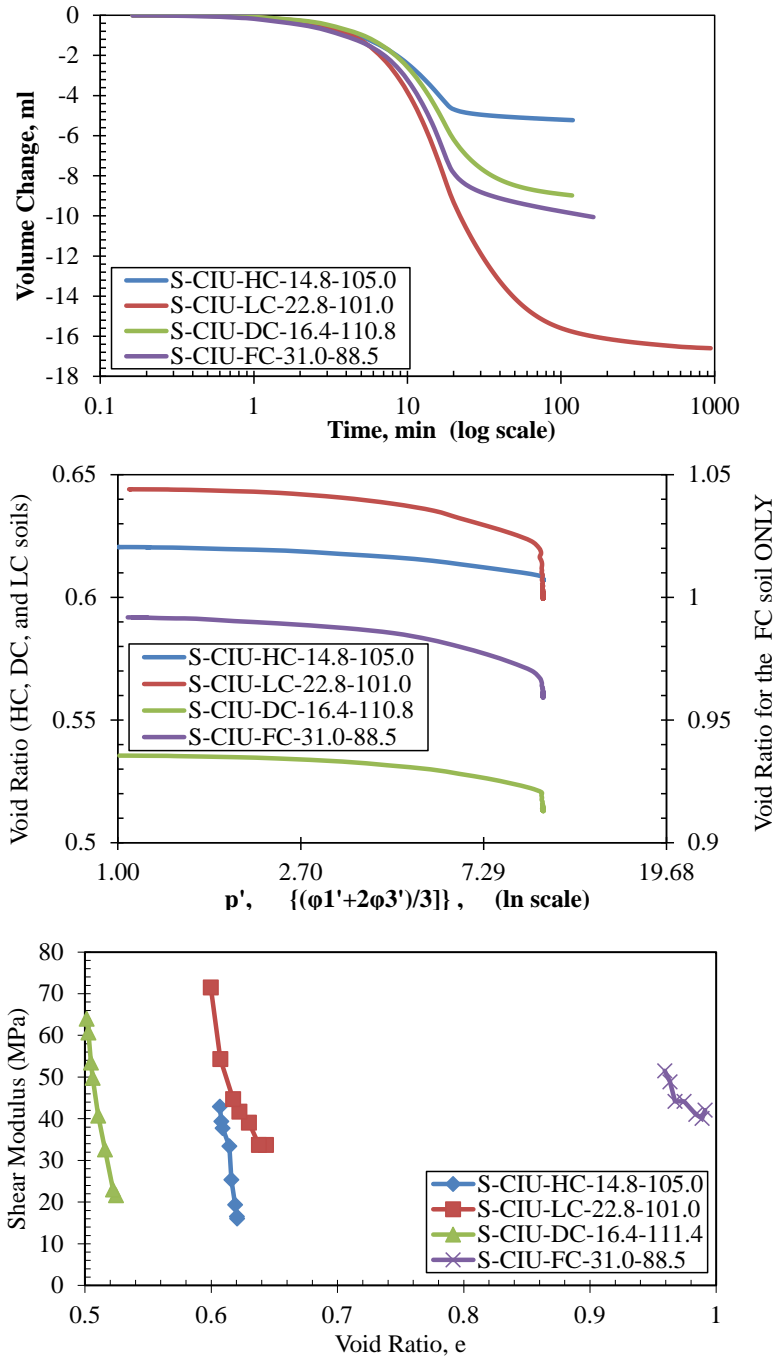 0
-2
-4
-6
-8
-10
-12
-14
-16
-18
Volume Change, ml
S-CIU-HC-14.8-105.0
S-CIU-LC-22.8-101.0
S-CIU-DC-16.4-110.8
S-CIU-FC-31.0-88.5
0.1 1 10 100 1000
Time, min (log scale)
0.65
0.6
0.55
0.5
Void Ratio (HC, DC, and LC soils)
1.05
1
0.95
0.9
Void Ratio for the FC soil ONLY
S-CIU-HC-14.8-105.0
S-CIU-LC-22.8-101.0
S-CIU-DC-16.4-110.8
S-CIU-FC-31.0-88.5
1.00 2.70 7.29 19.68
p', {(φ1'+2φ3')/3]} , (ln scale)
80
70
60
50
40
30
20
10
0
Shear Modulus (MPa)
S-CIU-HC-14.8-105.0
S-CIU-LC-22.8-101.0
S-CIU-DC-16.4-111.4
S-CIU-FC-31.0-88.5
0.5 0.6 0.7 0.8 0.9 1
Void Ratio, e